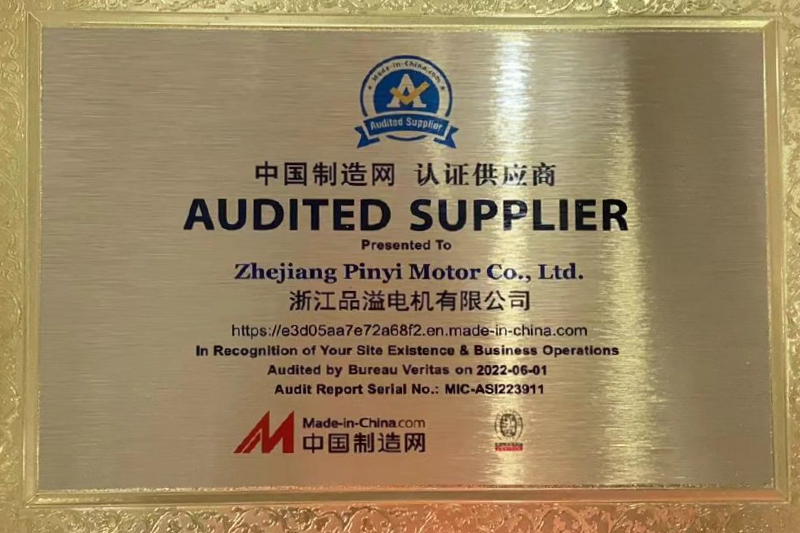 Made-in-China.com
A
Audited Supplier
中国制造网 认证供应商
AUDITED SUPPLIER
Presented To
Zhejiang Pinyi Motor Co., Ltd.
浙江品溢电机有限公司
https://e3d05aa7e72a68f2.en.made-in-china.com
In Recognition of Your Site Existence & Business Operations
Audited by Bureau Veritas on 2022-06-01
Audit Report Serial No.: MIC-ASI223911
Made-in-China.com
中国制造网